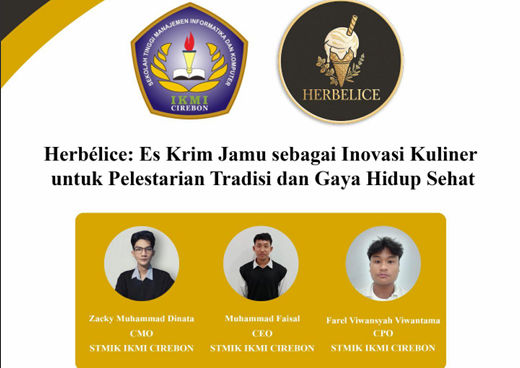 SEKOLAH TINGGI MANAJEMEN INFORMATIKA DAN KOMPUTER
IKMI
CIREBON
HERBELICE
Herbélice: Es Krim Jamu sebagai Inovasi Kuliner
untuk Pelestarian Tradisi dan Gaya Hidup Sehat
Zacky Muhammad Dinata
CMO
STMIK IKMI CIREBON
Muhammad Faisal
CEO
STMIK IKMI CIREBON
Farel Viwansyah Viwantama
CPO
STMIK IKMI CIREBON